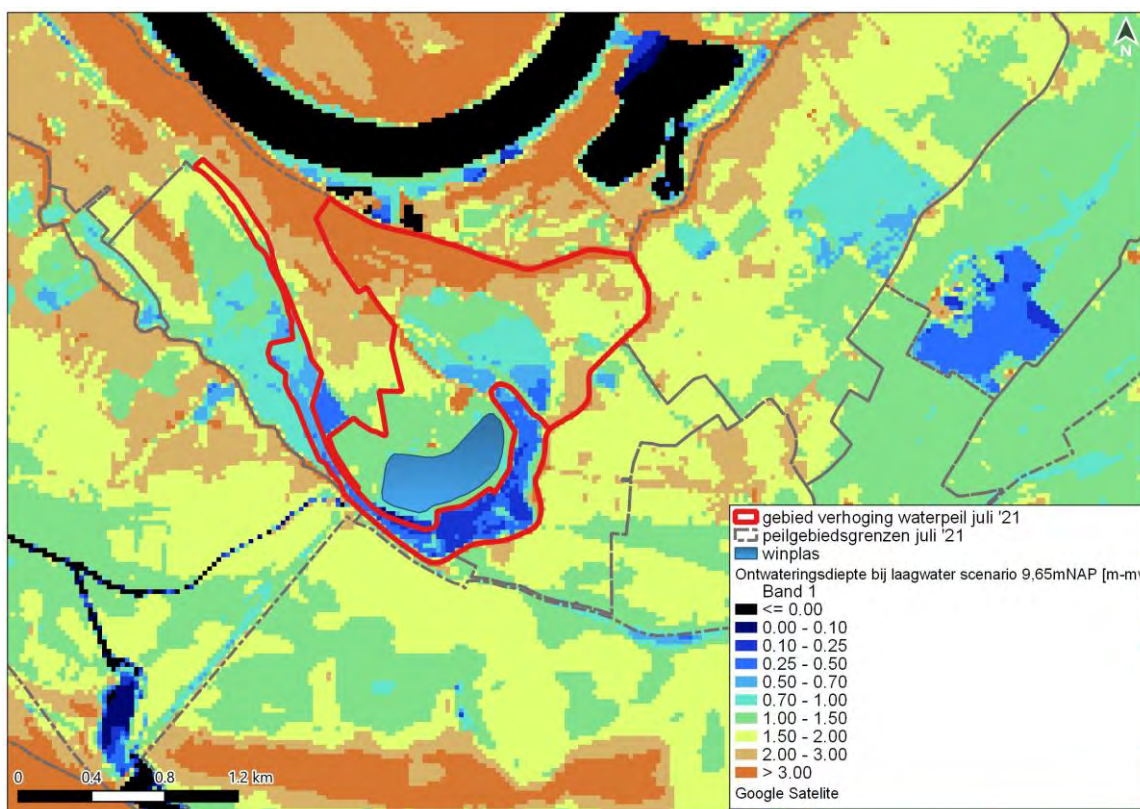 N
gebied verhoging waterpeil juli '21
peilgebiedsgrenzen juli '21
winplas
Ontwateringsdiepte bij laagwater scenario 9,65mNAP [m-mv
Band 1
<= 0.00
0.00 - 0.10
0.10 - 0.25
0.25 - 0.50
0.50 - 0.70
0.70 - 1.00
1.00 - 1.50
1.50 - 2.00
2.00 - 3.00
> 3.00
Google Satelite
0 0.4 0.8 1.2 km